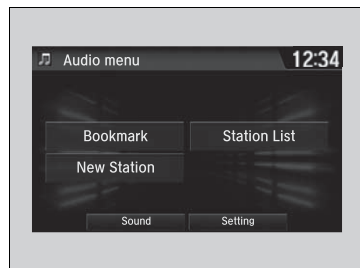 Audio menu 12:34
Bookmark Station List
New Station
Sound Setting